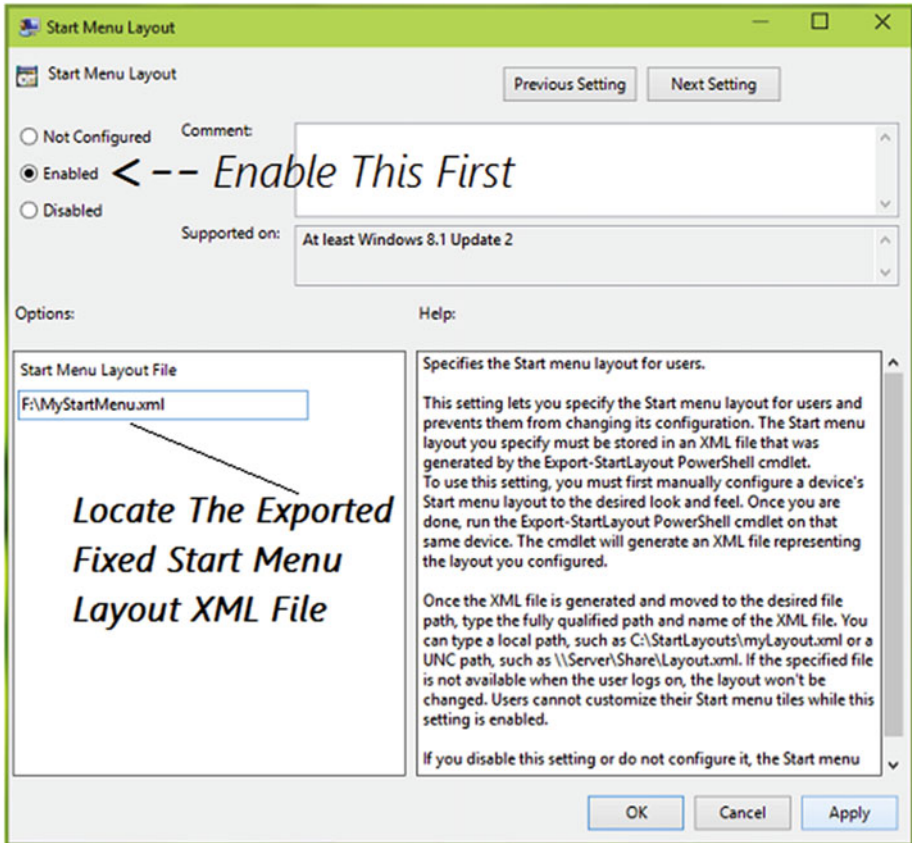 Start Menu Layout
Start Menu Layout
Previous Setting
Next Setting
Not Configured
Comment:
Enabled
<-- Enable This First
Disabled
Supported on:
At least Windows 8.1 Update 2
Options:
Help:
Start Menu Layout File
F:\MyStartMenu.xml
Locate The Exported
Fixed Start Menu
Layout XML File
Specifies the Start menu layout for users.
This setting lets you specify the Start menu layout for users and
prevents them from changing its configuration. The Start menu
layout you specify must be stored in an XML file that was
generated by the Export-StartLayout PowerShell cmdlet.
To use this setting, you must first manually configure a device's
Start menu layout to the desired look and feel. Once you are
done, run the Export-StartLayout PowerShell cmdlet on that
same device. The cmdlet will generate an XML file representing
the layout you configured.
Once the XML file is generated and moved to the desired file
path, type the fully qualified path and name of the XML file. You
can type a local path, such as C:\StartLayouts\myLayout.xml or a
UNC path, such as \\Server\Share\Layout.xml. If the specified file
is not available when the user logs on, the layout won't be
changed. Users cannot customize their Start menu tiles while this
setting is enabled.
If you disable this setting or do not configure it, the Start menu
OK
Cancel
Apply